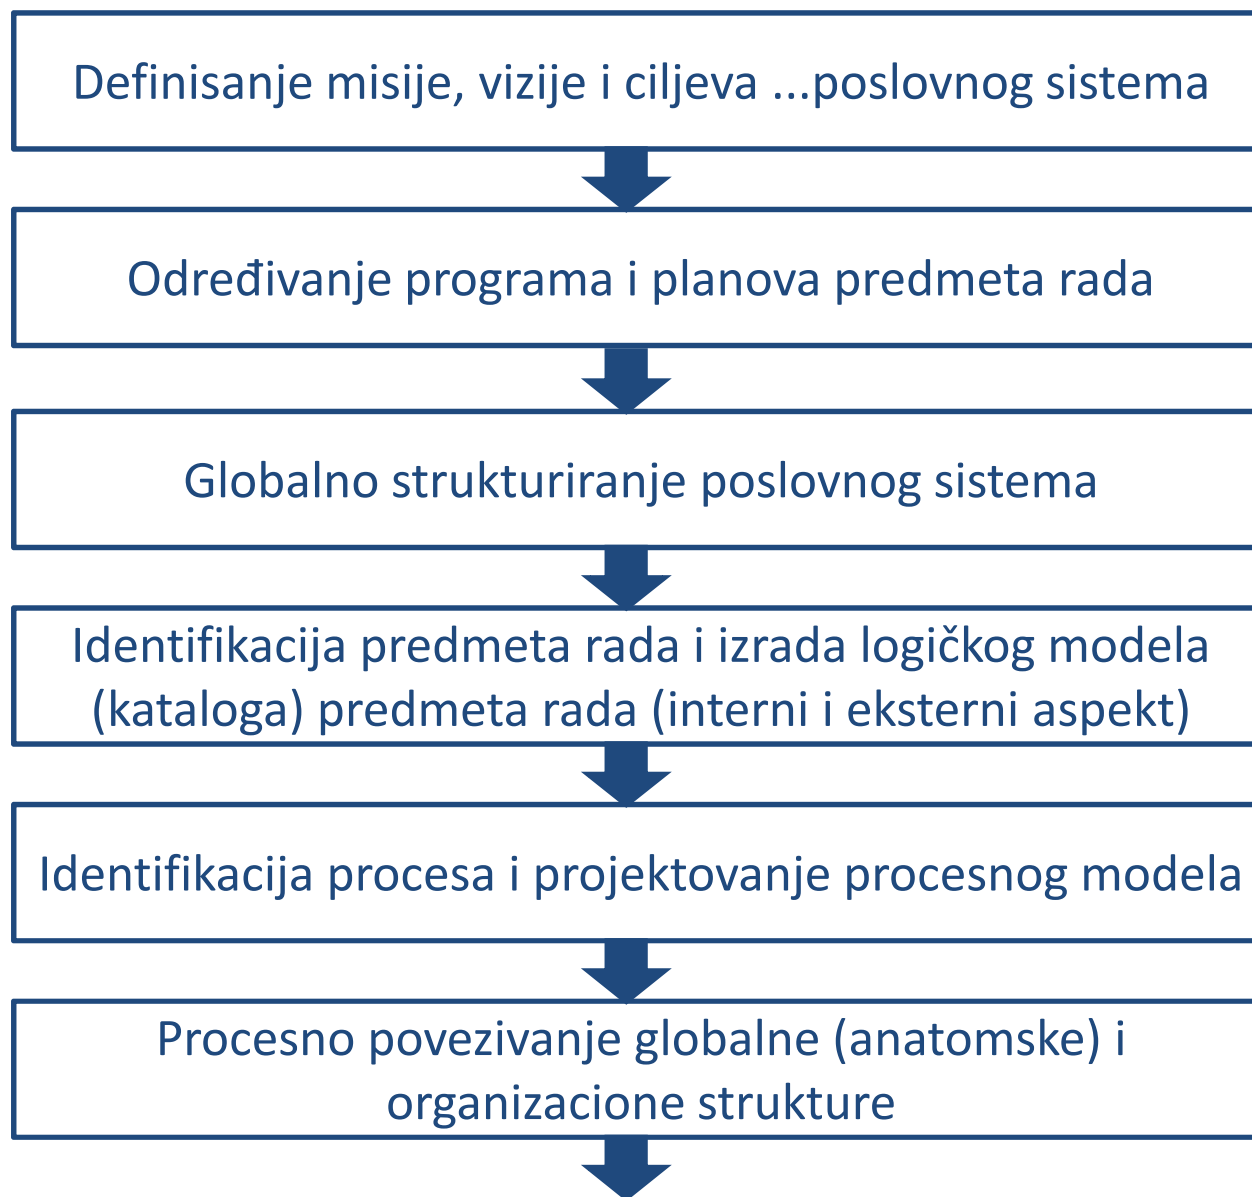 Definisanje misije, vizije i ciljeva ...poslovnog sistema
Određivanje programa i planova predmeta rada
Globalno strukturiranje poslovnog sistema
Identifikacija predmeta rada i izrada logičkog modela
(kataloga) predmeta rada (interni i eksterni aspekt)
Identifikacija procesa i projektovanje procesnog modela
Procesno povezivanje globalne (anatomske) i
organizacione strukture